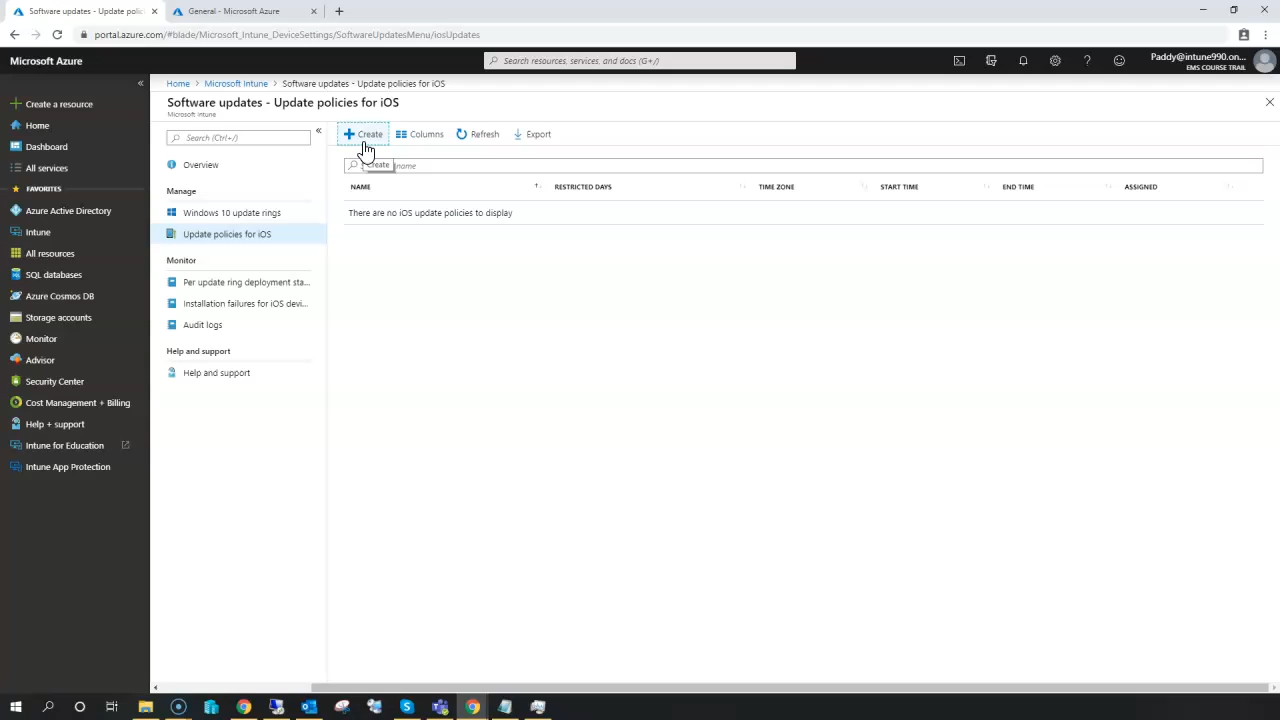 Software updates - Update polic
General - Microsoft Azure
portal.azure.com/#blade/Microsoft_Intune_DeviceSettings/SoftwareUpdatesMenu/iosUpdates
Microsoft Azure
Search resources, services, and docs (G+/)
Paddy@intune990.on...
EMS COURSE TRAIL
Create a resource
Home
Dashboard
All services
FAVORITES
Azure Active Directory
Intune
All resources
SQL databases
Azure Cosmos DB
Storage accounts
Monitor
Advisor
Security Center
Cost Management + Billing
Help + support
Intune for Education
Intune App Protection
Home > Microsoft Intune > Software updates - Update policies for iOS
Software updates - Update policies for iOS
Microsoft Intune
Search (Ctrl+/)
Overview
Manage
Windows 10 update rings
Update policies for iOS
Monitor
Per update ring deployment sta...
Installation failures for iOS devi...
Audit logs
Help and support
Help and support
Create
Columns
Refresh
Export
Create
name
NAME
RESTRICTED DAYS
TIME ZONE
START TIME
END TIME
ASSIGNED
There are no iOS update policies to display